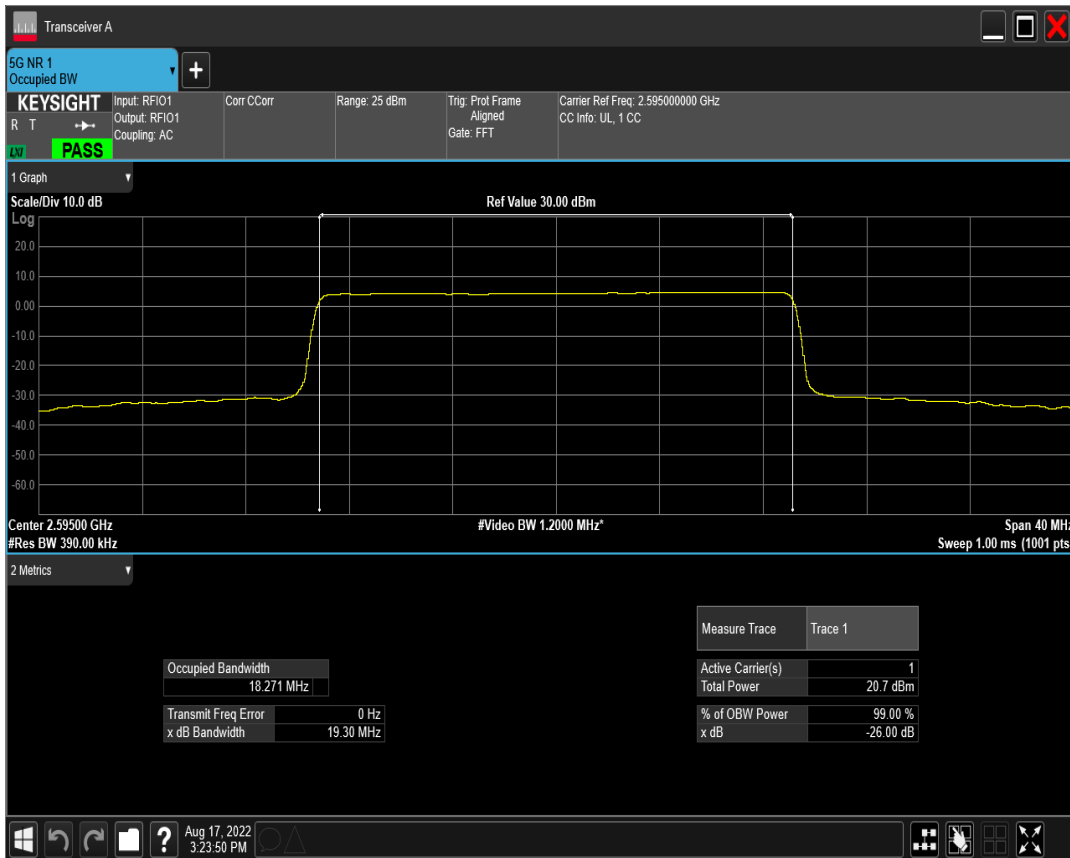 Transceiver A
5G NR 1
Occupied BW
+
KEYSIGHT
R T
LXI
PASS
Input: RFIO1
Output: RFIO1
Coupling: AC
Corr CCorr
Range: 25 dBm
Trig: Prot Frame
Aligned
Gate: FFT
Carrier Ref Freq: 2.595000000 GHz
CC Info: UL, 1 CC
1 Graph
Scale/Div 10.0 dB
Ref Value 30.00 dBm
Log
20.0
10.0
0.00
-10.0
-20.0
-30.0
-40.0
-50.0
-60.0
Center 2.59500 GHz
#Video BW 1.2000 MHz*
Span 40 MHz
#Res BW 390.00 kHz
Sweep 1.00 ms (1001 pts
2 Metrics
Measure Trace Trace 1
Occupied Bandwidth
18.271 MHz
Active Carrier(s) 1
Total Power 20.7 dBm
Transmit Freq Error 0 Hz
x dB Bandwidth 19.30 MHz
% of OBW Power 99.00 %
x dB -26.00 dB
?
Aug 17, 2022
3:23:50 PM